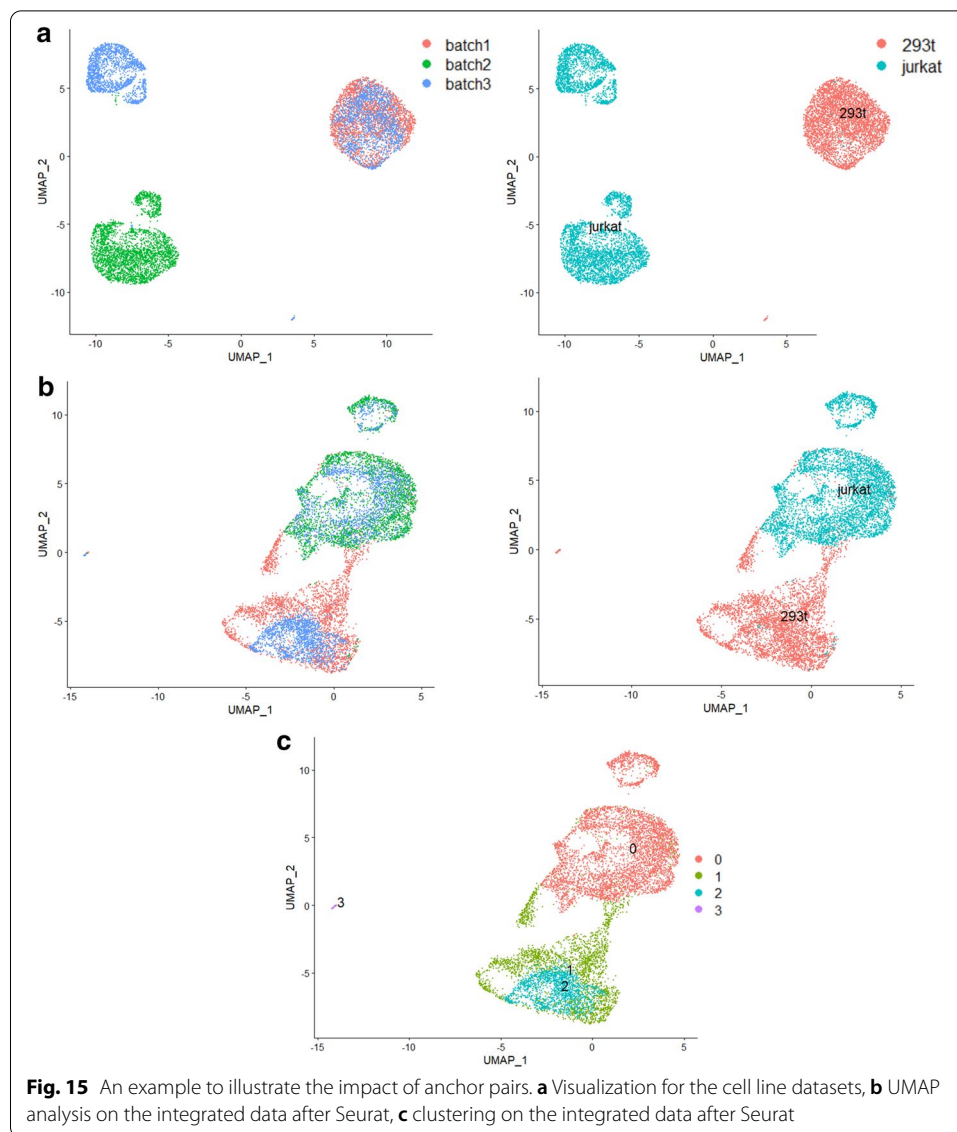 a
batch1
batch2
batch3
5
0
-5
-10
UMAP_2
-10 -5 0 5 10
UMAP_1
293t
jurkat
293t
jurkat
5
0
-5
-10
UMAP_2
-10 -5 0 5
UMAP_1
b
10
5
0
-5
UMAP_2
-15 -10 -5 0 5
UMAP_1
jurkat
293t
10
5
0
-5
UMAP_2
-15 -10 -5 0 5
UMAP_1
c
10
5
0
-5
UMAP_2
0
3
1
2
0
1
2
3
-15 -10 -5 0 5
UMAP_1
Fig. 15 An example to illustrate the impact of anchor pairs. a Visualization for the cell line datasets, b UMAP
analysis on the integrated data after Seurat, c clustering on the integrated data after Seurat